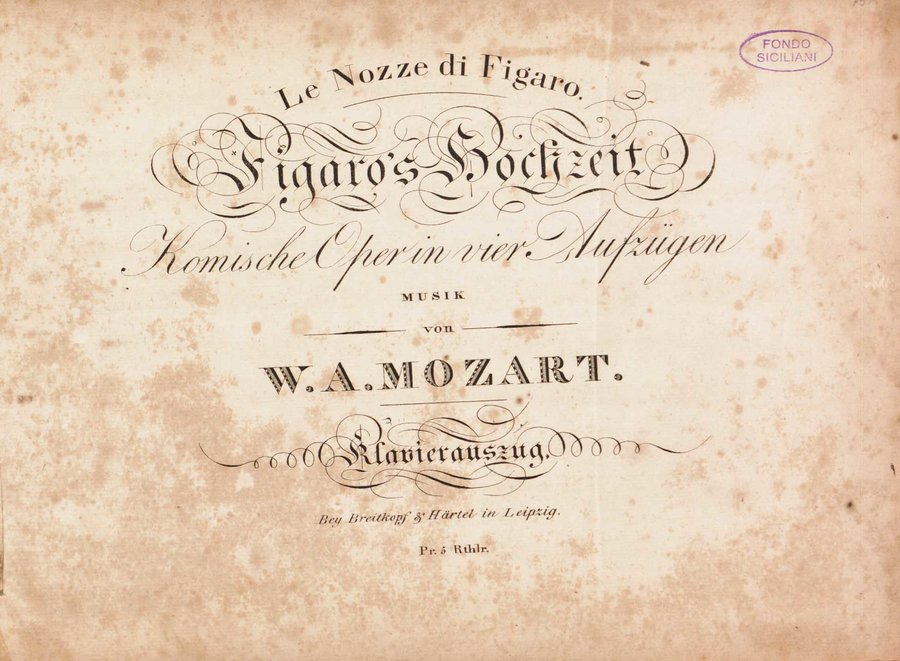 FONDO
SICILIANI
Le Nozze di Figaro.
Figaro's Hochzeit
Komische Oper in vier Aufzügen
MUSIK
von
W. A. MOZART.
Klavierauszug.
Bey Breitkopf & Härtel in Leipzig.
Pr. 5 Rthlr.